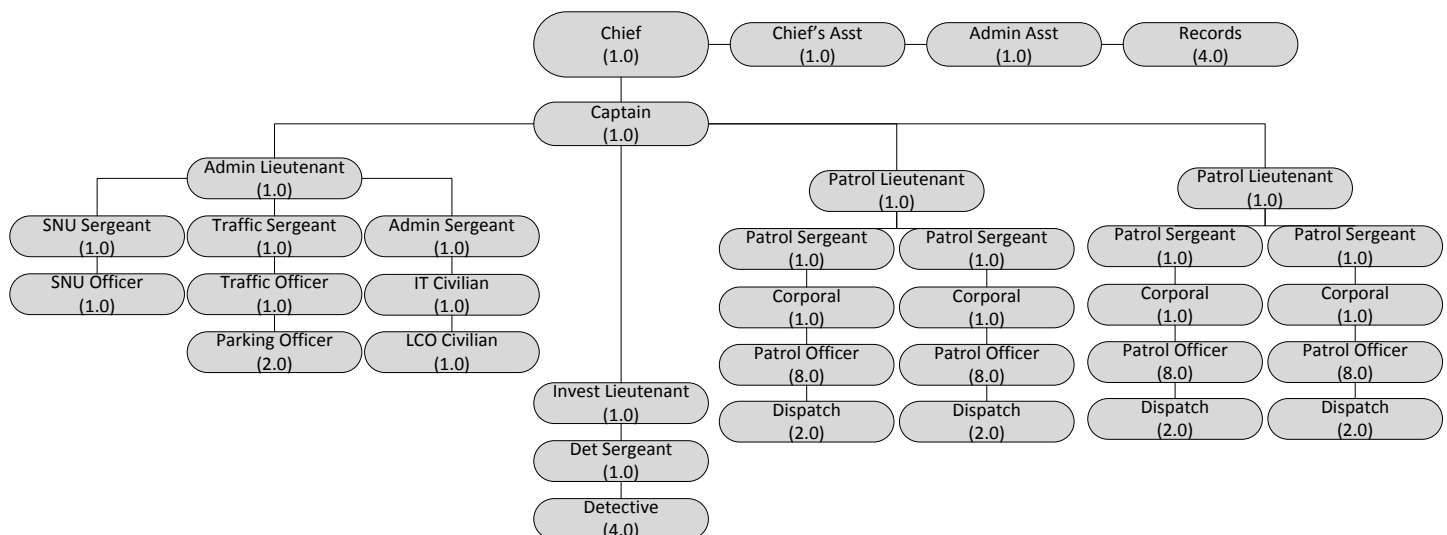 Chief
(1.0)
Chief’s Asst
(1.0)
Admin Asst
(1.0)
Records
(4.0)
Captain
(1.0)
Admin Lieutenant
(1.0)
SNU Sergeant
(1.0)
SNU Officer
(1.0)
Traffic Sergeant
(1.0)
Traffic Officer
(1.0)
Parking Officer
(2.0)
Admin Sergeant
(1.0)
IT Civilian
(1.0)
LCO Civilian
(1.0)
Invest Lieutenant
(1.0)
Det Sergeant
(1.0)
Detective
(4.0)
Patrol Lieutenant
(1.0)
Patrol Sergeant
(1.0)
Corporal
(1.0)
Patrol Officer
(8.0)
Dispatch
(2.0)
Patrol Sergeant
(1.0)
Corporal
(1.0)
Patrol Officer
(8.0)
Dispatch
(2.0)
Patrol Lieutenant
(1.0)
Patrol Sergeant
(1.0)
Corporal
(1.0)
Patrol Officer
(8.0)
Dispatch
(2.0)
Patrol Sergeant
(1.0)
Corporal
(1.0)
Patrol Officer
(8.0)
Dispatch
(2.0)